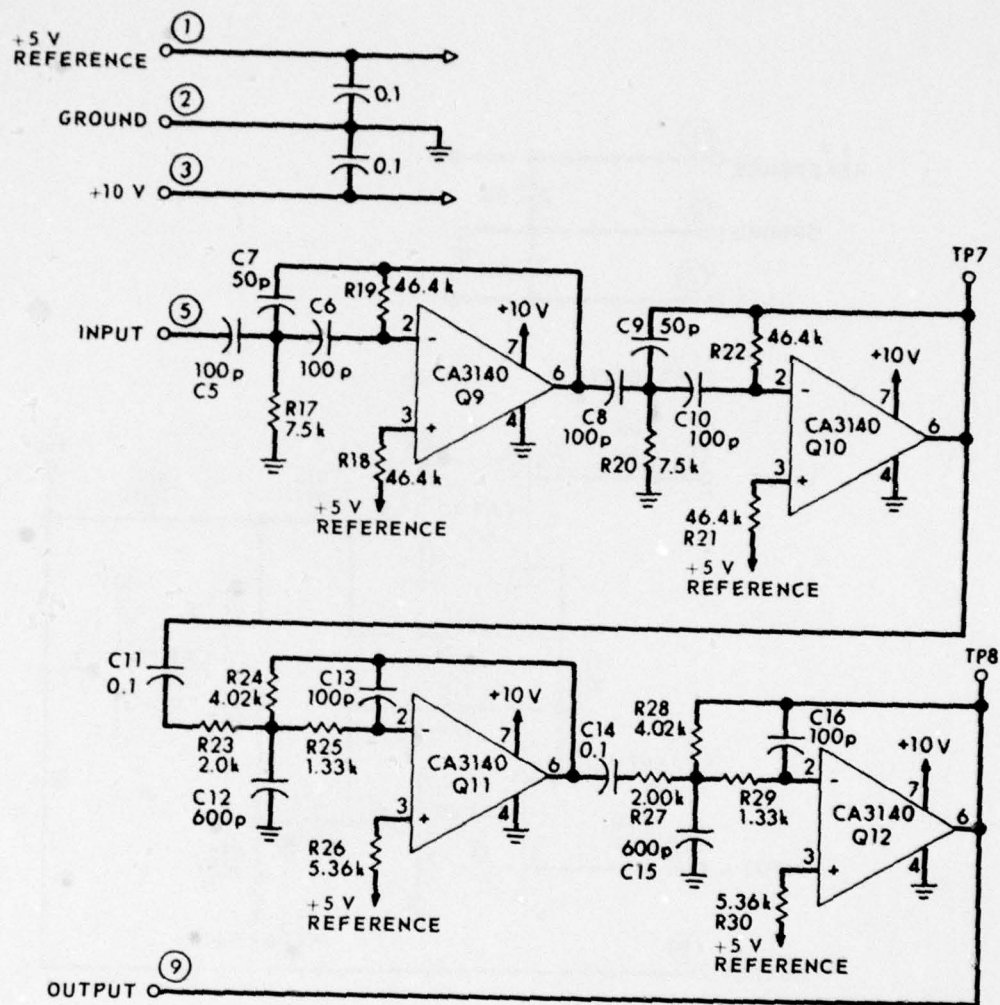 1
+5 V
REFERENCE
0.1
2
GROUND
0.1
3
+10 V
TP7
C7
50p
R19
46.4k
C6
+10V
C9
50p
46.4k
R22
+10V
5
INPUT
2
-
7
100p
C5
100p
CA3140
Q9
6
2
-
7
R17
7.5k
3
+
4
C8
100p
C10
100p
CA3140
Q10
6
R18
46.4k
R20
7.5k
3
+
4
+5 V
REFERENCE
46.4k
R21
+5 V
REFERENCE
TP8
C11
0.1
R24
4.02k
C13
100p
+10V
R28
4.02k
C16
100p
+10V
2
-
7
C14
0.1
R23
2.0k
R25
1.33k
CA3140
Q11
6
2
-
7
C12
600p
2.00k
R27
R29
1.33k
CA3140
Q12
6
3
+
4
R26
5.36k
600p
C15
3
+
4
+5 V
REFERENCE
5.36k
R30
+5 V
REFERENCE
9
OUTPUT